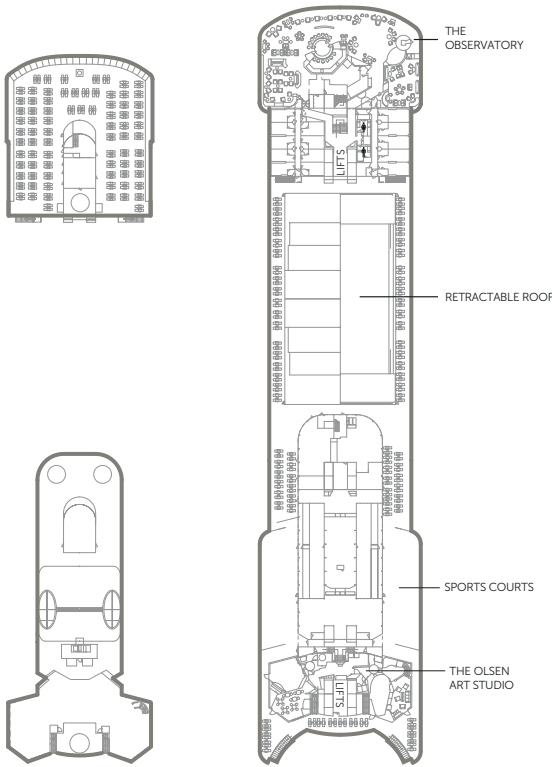 THE
OBSERVATORY
LIFTS
RETRACTABLE ROOF
SPORTS COURTS
THE OLSEN
ART STUDIO
LIFTS